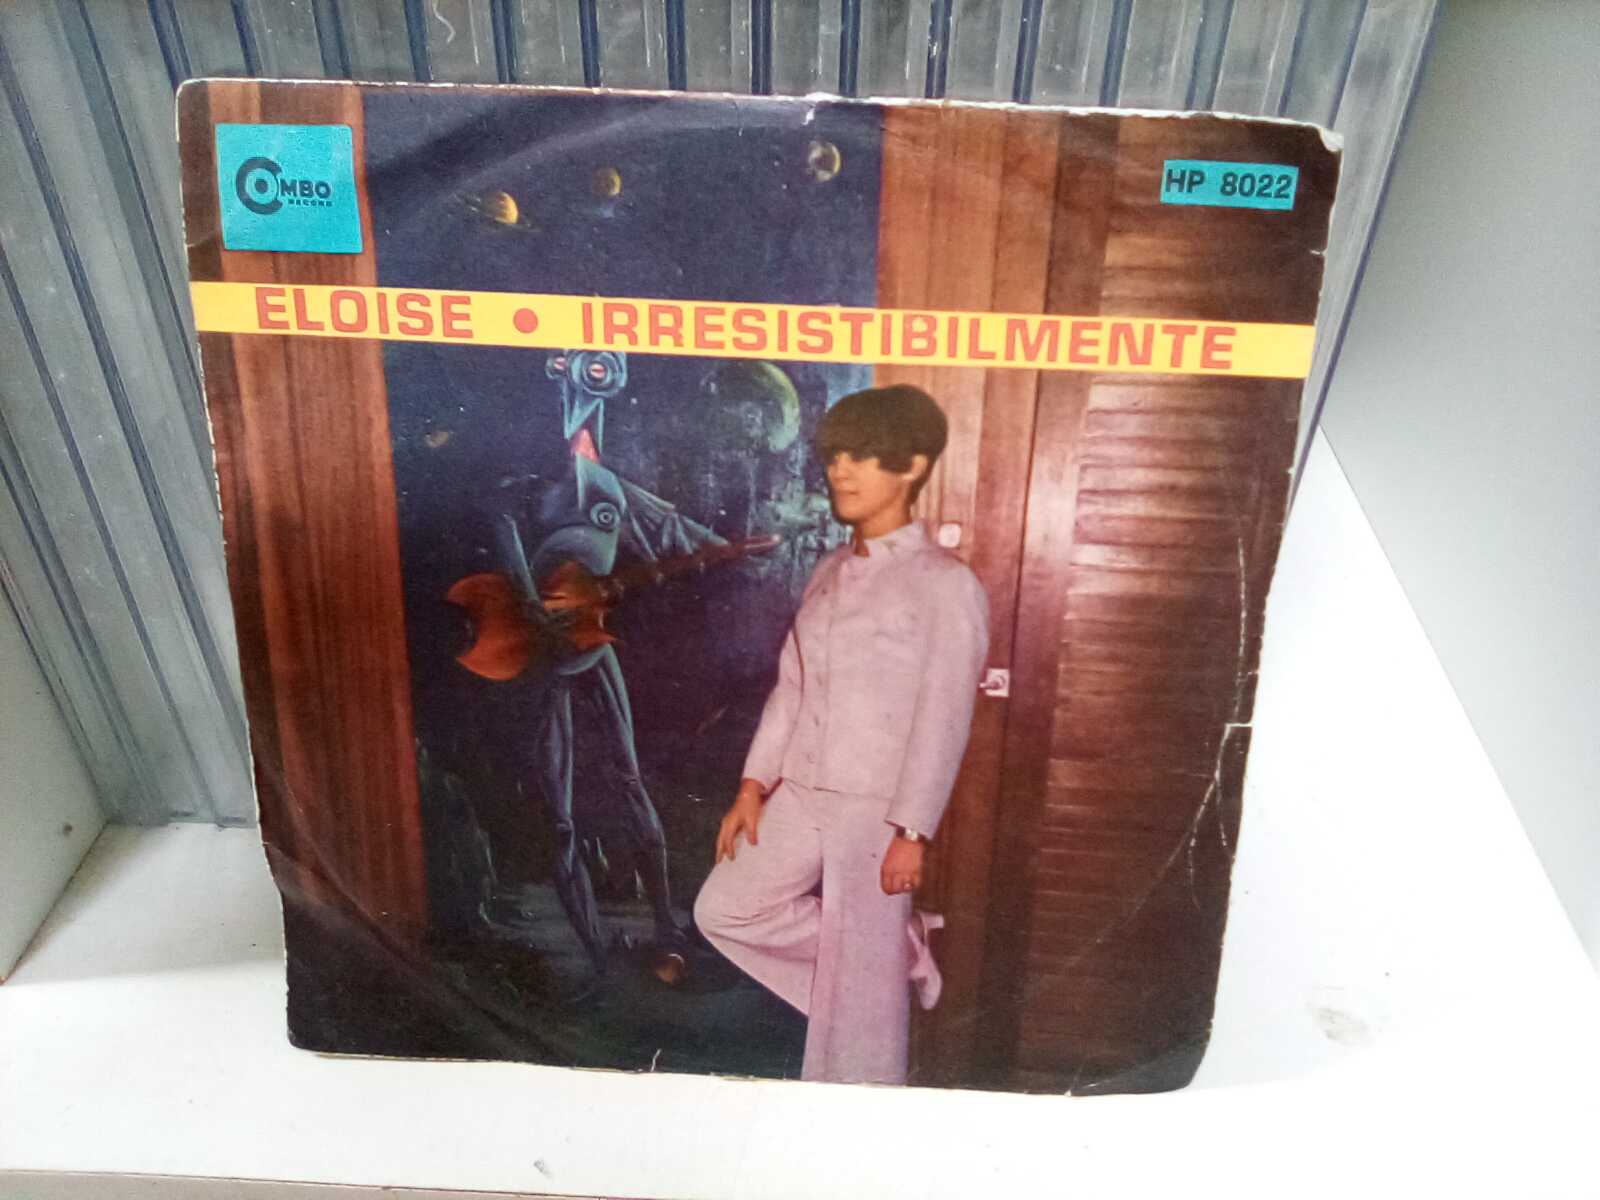 COMBO
RECORD
HP 8022
ELOISE • IRRESISTIBILMENTE